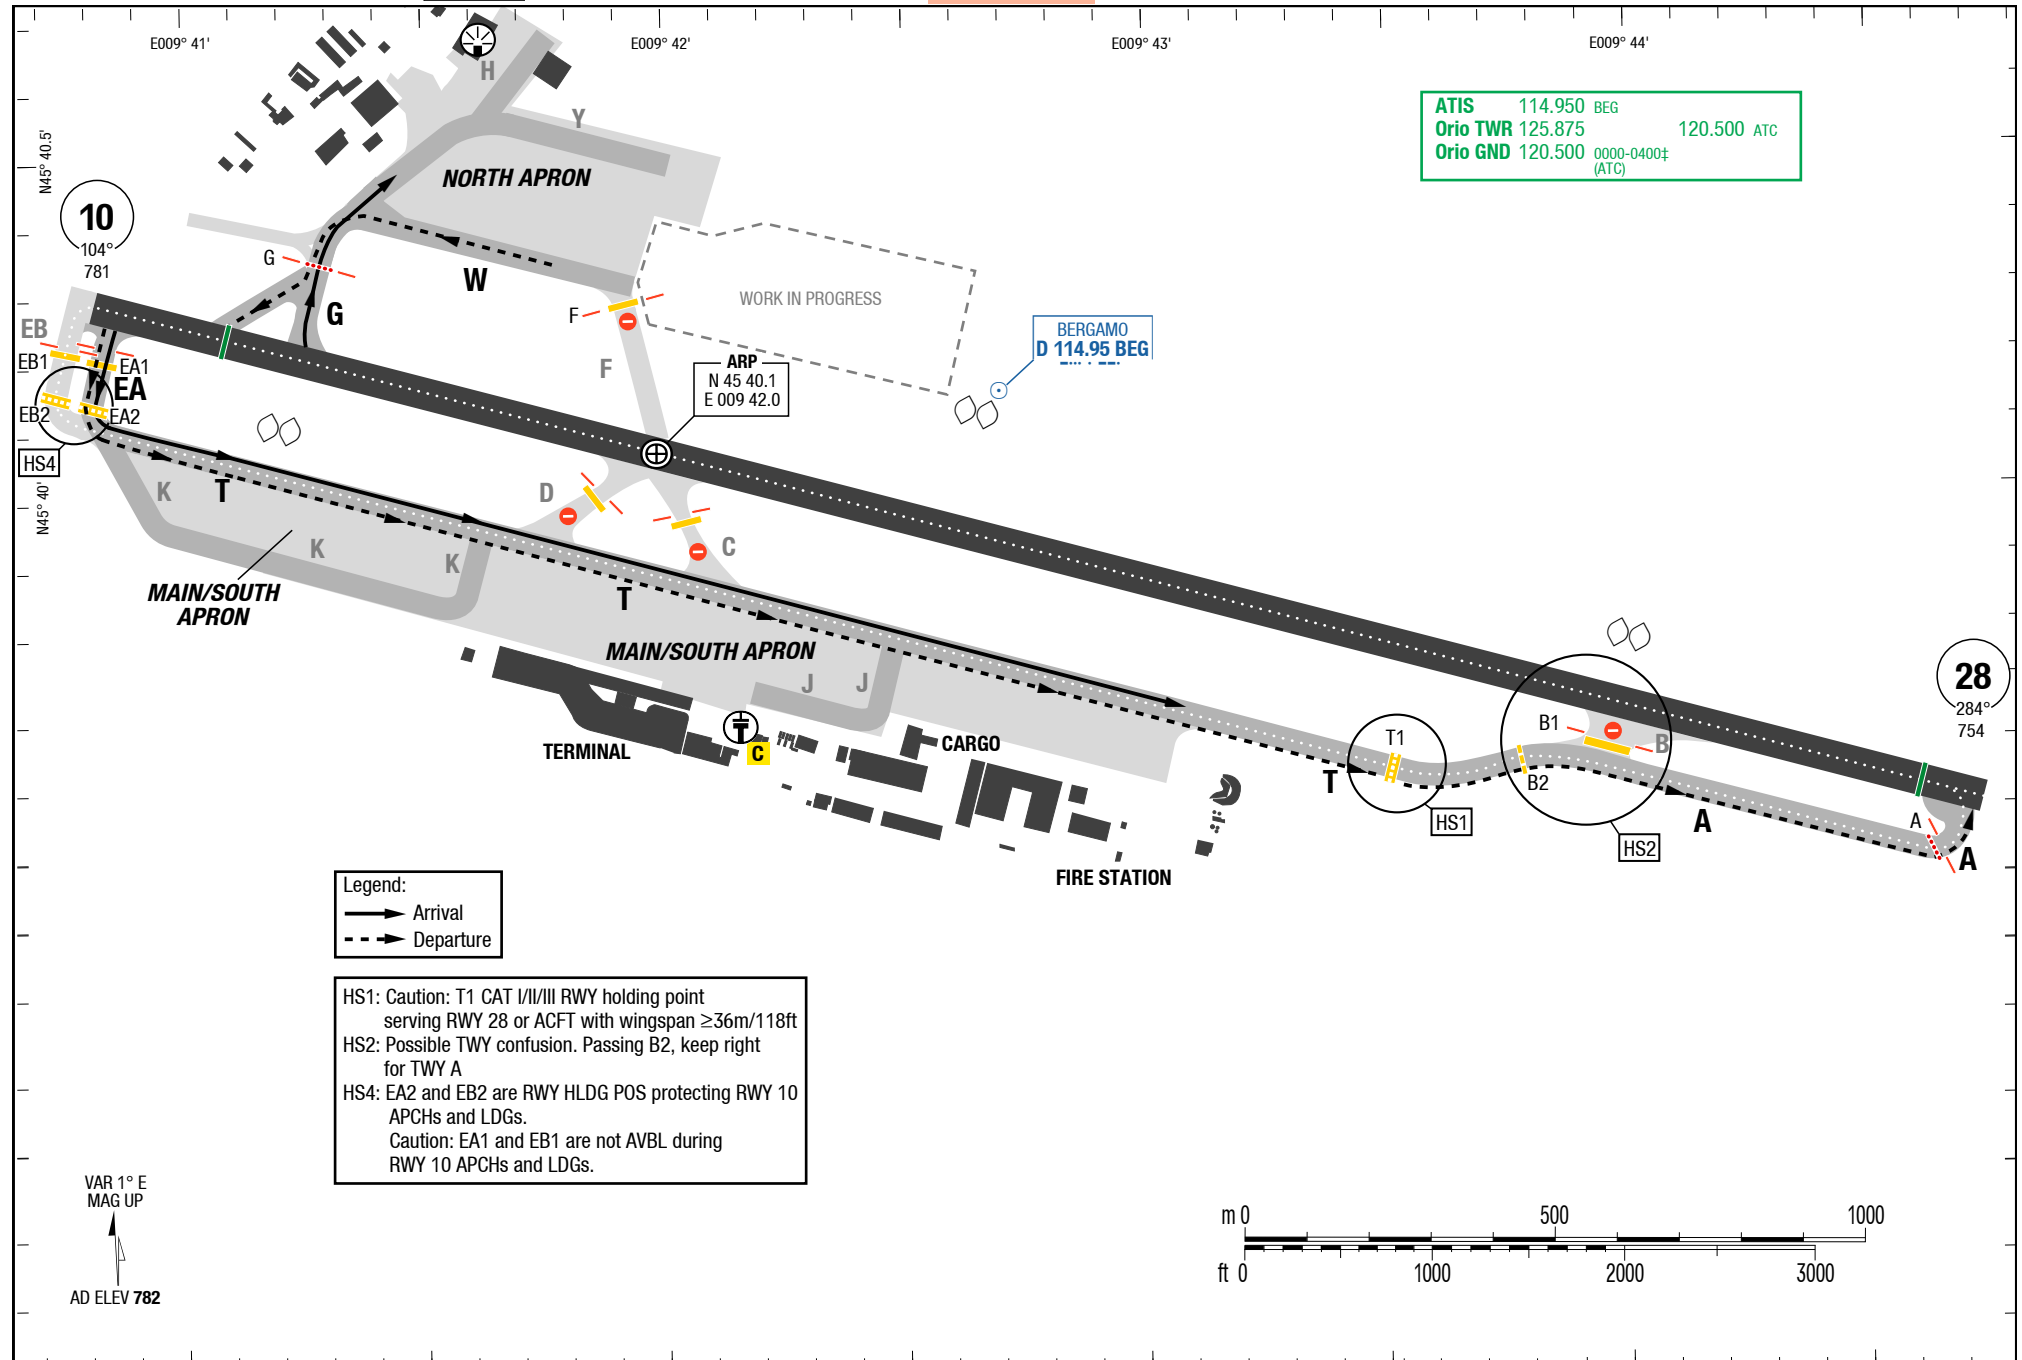 E009° 41'
E009° 42'
E009° 43'
E009° 44'
H
Y
ATIS 114.950 BEG
Orio TWR 125.875 120.500 ATC
Orio GND 120.500 0000-0400‡
(ATC)
N45° 40.5'
NORTH APRON
10
104°
781
G
W
G
WORK IN PROGRESS
F
EB
EB1
EA1
EA
EB2
EA2
F
BERGAMO
D 114.95 BEG
ARP
N 45 40.1
E 009 42.0
HS4
N45° 40'
K
T
D
C
K
K
MAIN/SOUTH
APRON
T
MAIN/SOUTH APRON
J
J
28
284°
754
TERMINAL
C
CARGO
T1
B1
B
T
B2
HS1
HS2
A
A
A
FIRE STATION
Legend:
Arrival
Departure
HS1: Caution: T1 CAT I/II/III RWY holding point
serving RWY 28 or ACFT with wingspan ≥36m/118ft
HS2: Possible TWY confusion. Passing B2, keep right
for TWY A
HS4: EA2 and EB2 are RWY HLDG POS protecting RWY 10
APCHs and LDGs.
Caution: EA1 and EB1 are not AVBL during
RWY 10 APCHs and LDGs.
VAR 1° E
MAG UP
AD ELEV 782
m 0 500 1000
ft 0 1000 2000 3000